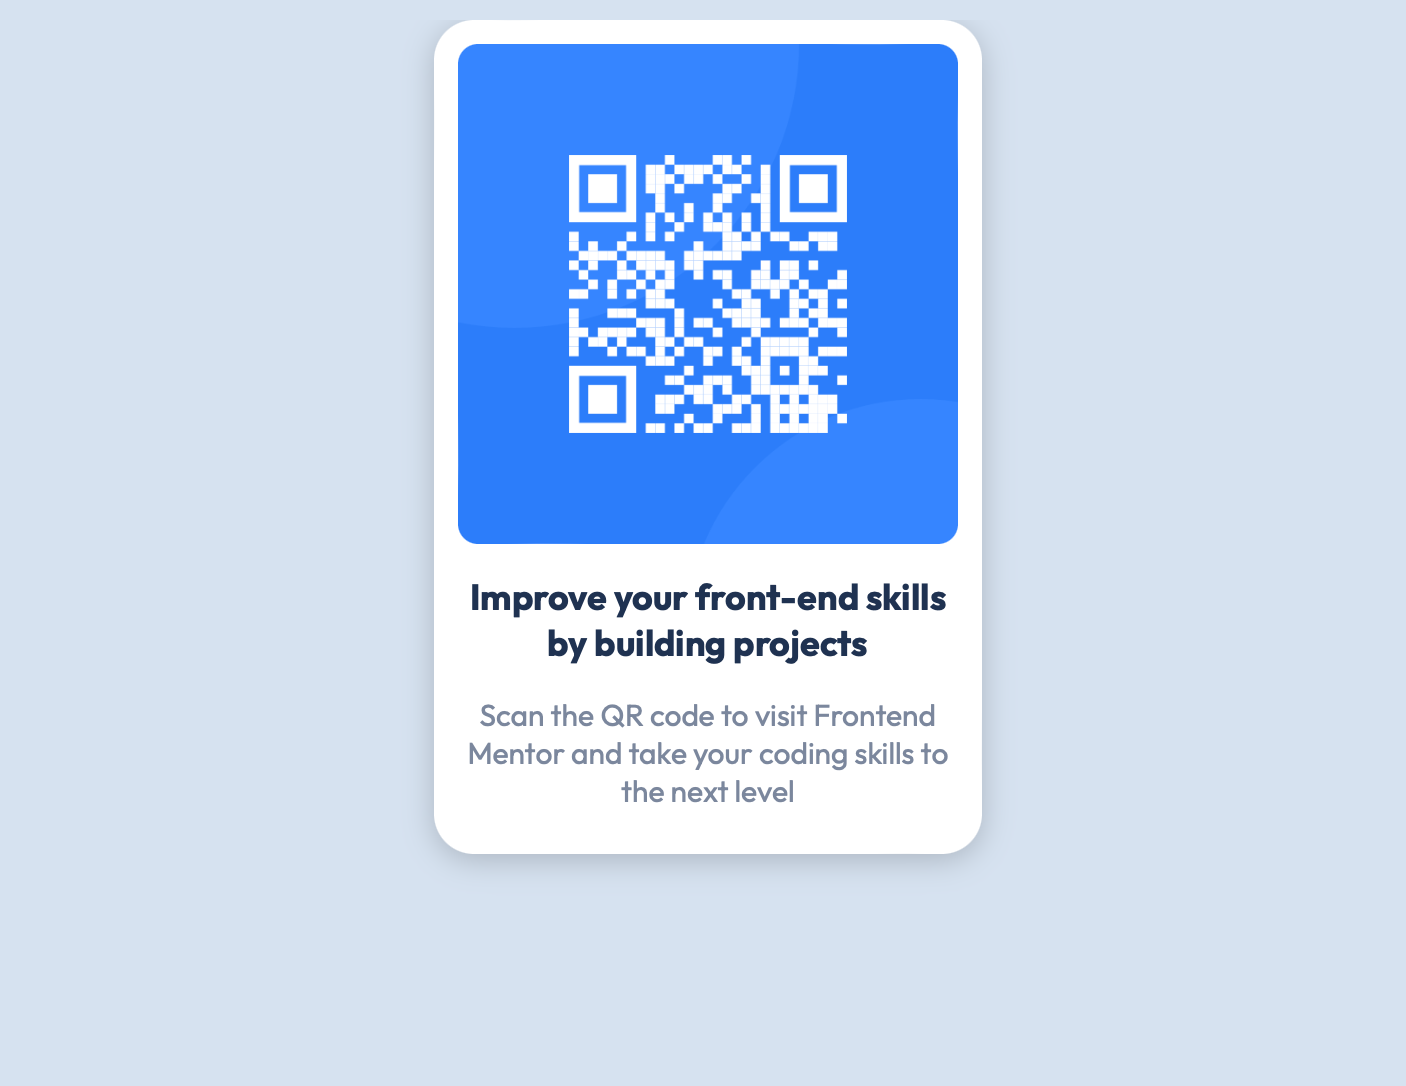 Improve your front-end skills
by building projects
Scan the QR code to visit Frontend
Mentor and take your coding skills to
the next level